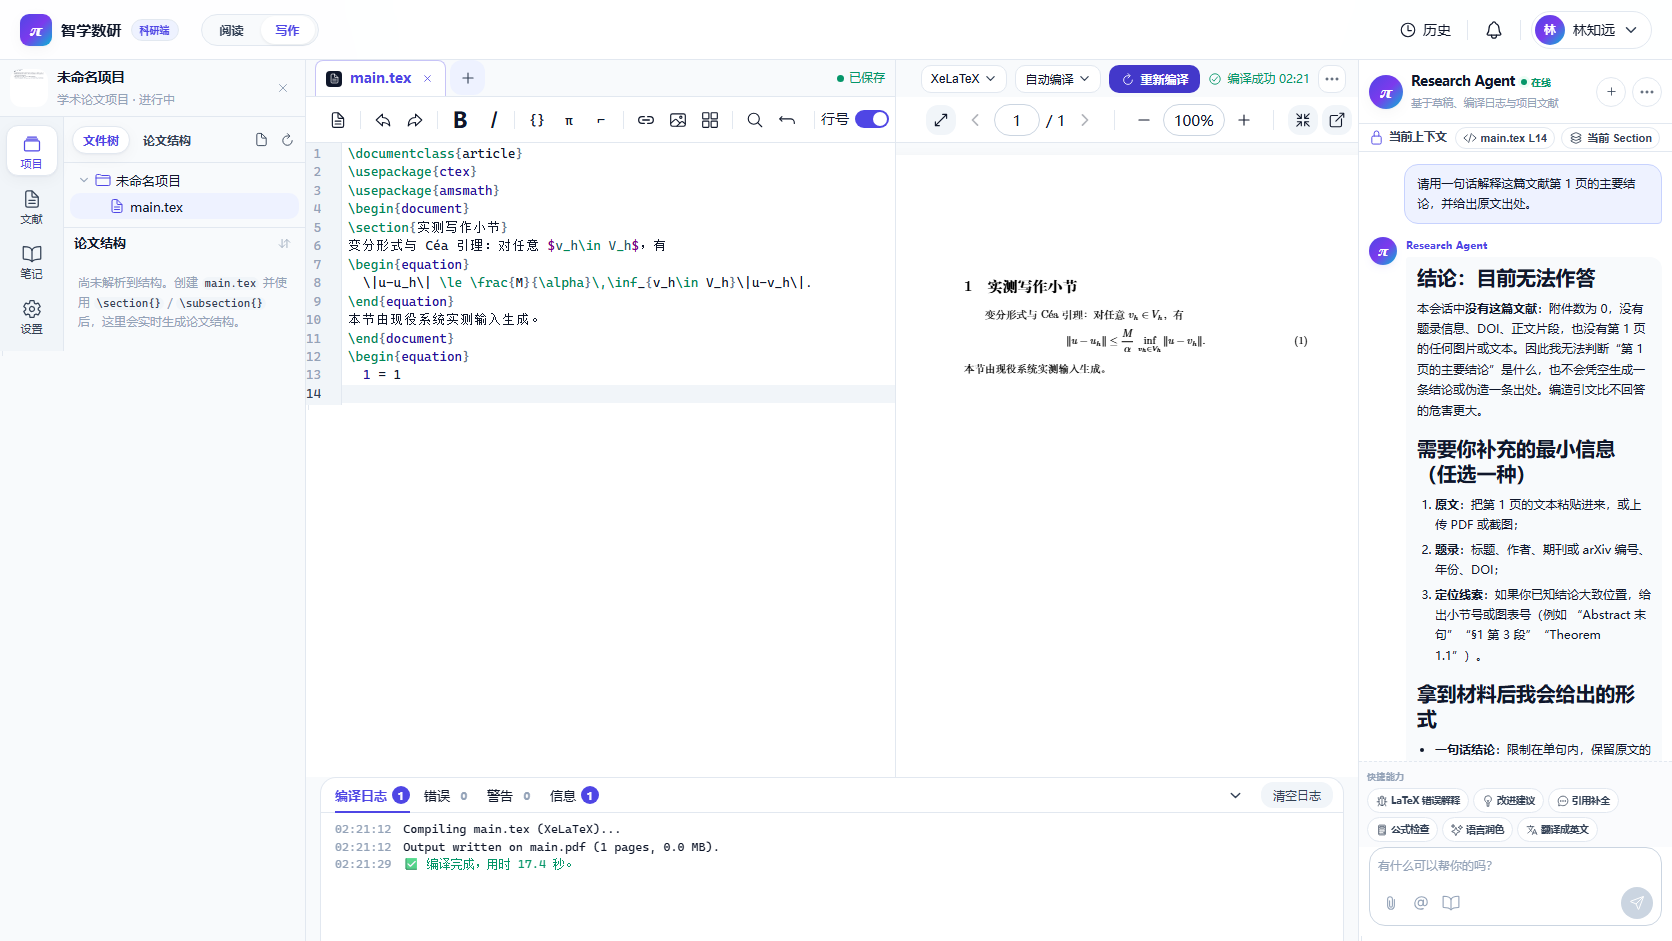 π 智学数研 科研端 阅读 写作 历史 林 林知远
未命名项目
学术论文项目 · 进行中
项目
文献
笔记
设置
文件树 论文结构
未命名项目
main.tex
论文结构
尚未解析到结构。创建 main.tex 并使
用 \section{} / \subsection{}
后，这里会实时生成论文结构。
main.tex × + 已保存
B I {} π 行号
1 \documentclass{article}
2 \usepackage{ctex}
3 \usepackage{amsmath}
4 \begin{document}
5 \section{实测写作小节}
6 变分形式与 Céa 引理：对任意 $v_h\in V_h$，有
7 \begin{equation}
8 \|u-u_h\| \le \frac{M}{\alpha}\,\inf_{v_h\in V_h}\|u-v_h\|.
9 \end{equation}
10 本节由现役系统实测输入生成。
11 \end{document}
12 \begin{equation}
13 1 = 1
14
XeLaTeX 自动编译 重新编译 编译成功 02:21
1 / 1 100%
1 实测写作小节
变分形式与 Céa 引理：对任意 vₕ ∈ Vₕ，有
‖u − uₕ‖ ≤ M/α inf vₕ∈Vₕ ‖u − vₕ‖. (1)
本节由现役系统实测输入生成。
编译日志 1 错误 0 警告 0 信息 1 清空日志
02:21:12 Compiling main.tex (XeLaTeX)...
02:21:12 Output written on main.pdf (1 pages, 0.0 MB).
02:21:29 ✅ 编译完成，用时 17.4 秒。
π Research Agent 在线
基于草稿、编译日志与项目文献
当前上下文 </> main.tex L14 当前 Section
请用一句话解释这篇文献第 1 页的主要结
论，并给出原文出处。
π Research Agent
结论：目前无法作答
本会话中没有这篇文献：附件数为 0，没有
题录信息、DOI、正文片段，也没有第 1 页
的任何图片或文本。因此我无法判断“第 1
页的主要结论”是什么，也不会凭空生成一
条结论或伪造一条出处。编造引文比不回答
的危害更大。
需要你补充的最小信息
（任选一种）
1. 原文：把第 1 页的文本粘贴进来，或上
传 PDF 或截图；
2. 题录：标题、作者、期刊或 arXiv 编号、
年份、DOI；
3. 定位线索：如果你已知结论大致位置，给
出小节号或图表号（例如 “Abstract 末
句” “§1 第 3 段” “Theorem
1.1”）。
拿到材料后我会给出的形
式
• 一句话结论：限制在单句内，保留原文的
快捷能力
LaTeX 错误解释 改进建议 引用补全
公式检查 语言润色 翻译成英文
有什么可以帮你的吗?
@